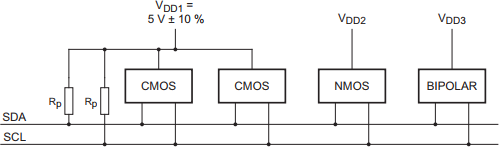 VDD1 =
5 V ± 10 %
VDD2
VDD3
Rp
Rp
CMOS
CMOS
NMOS
BIPOLAR
SDA
SCL